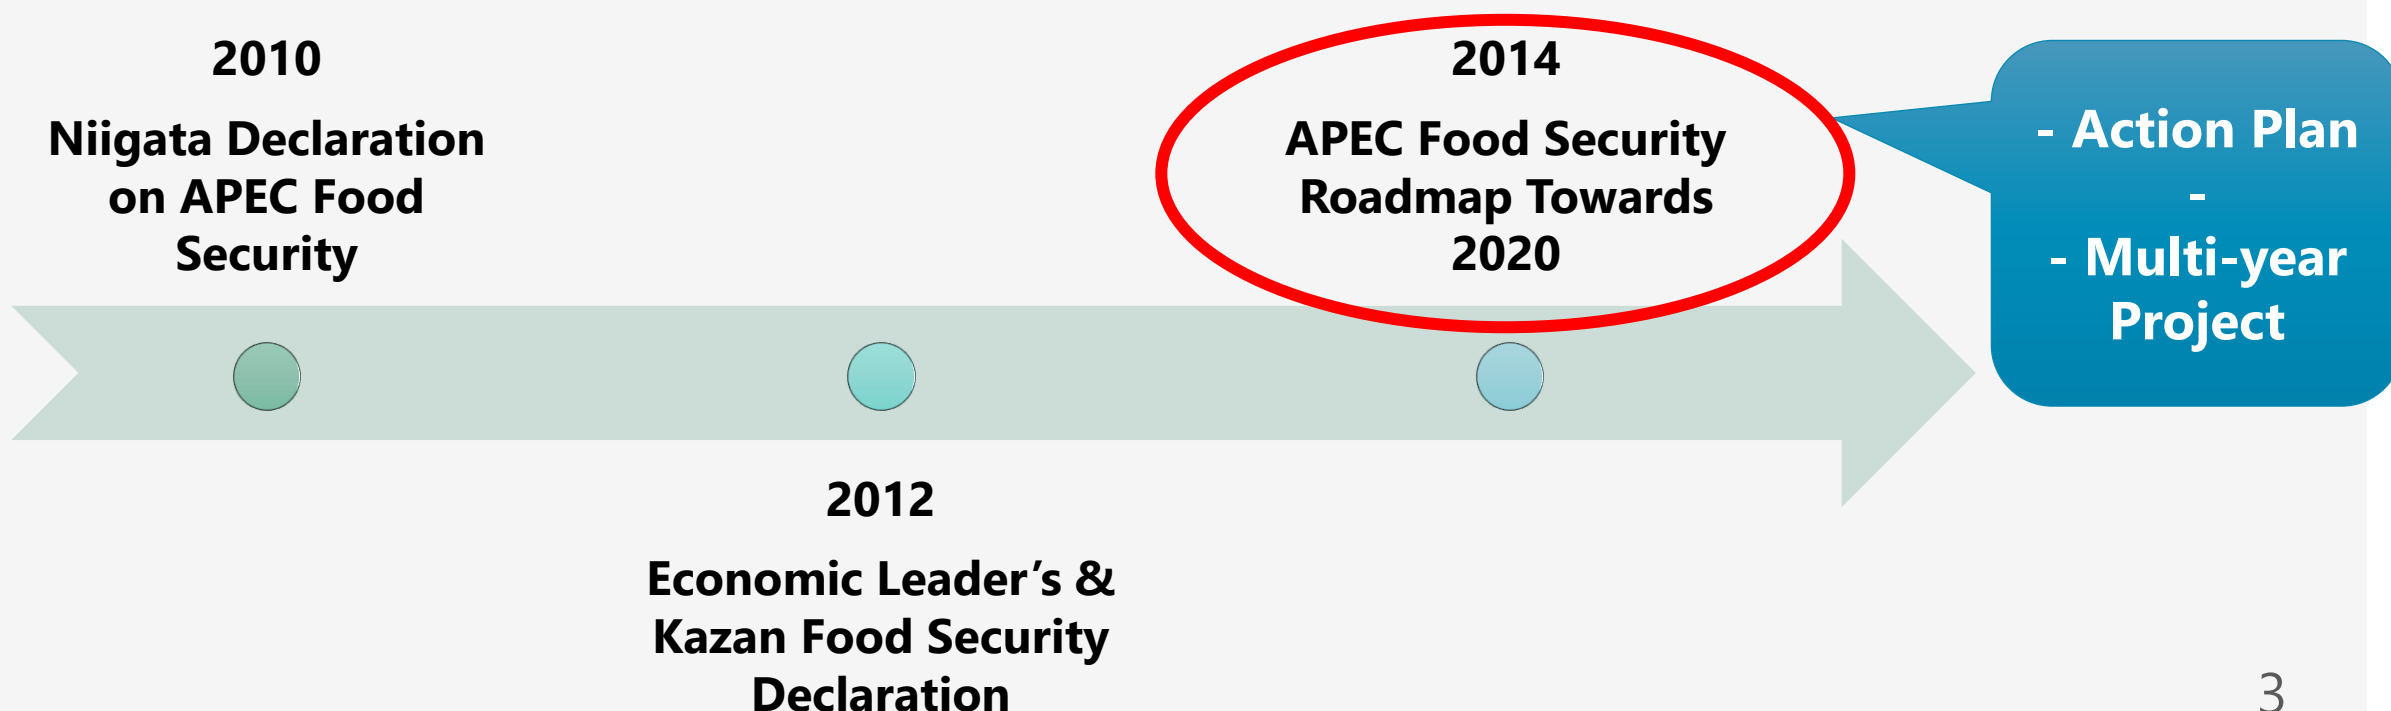 2010
Niigata Declaration
on APEC Food
Security
2012
Economic Leader’s &
Kazan Food Security
Declaration
2014
APEC Food Security
Roadmap Towards
2020
- Action Plan
-
- Multi-year
Project
3